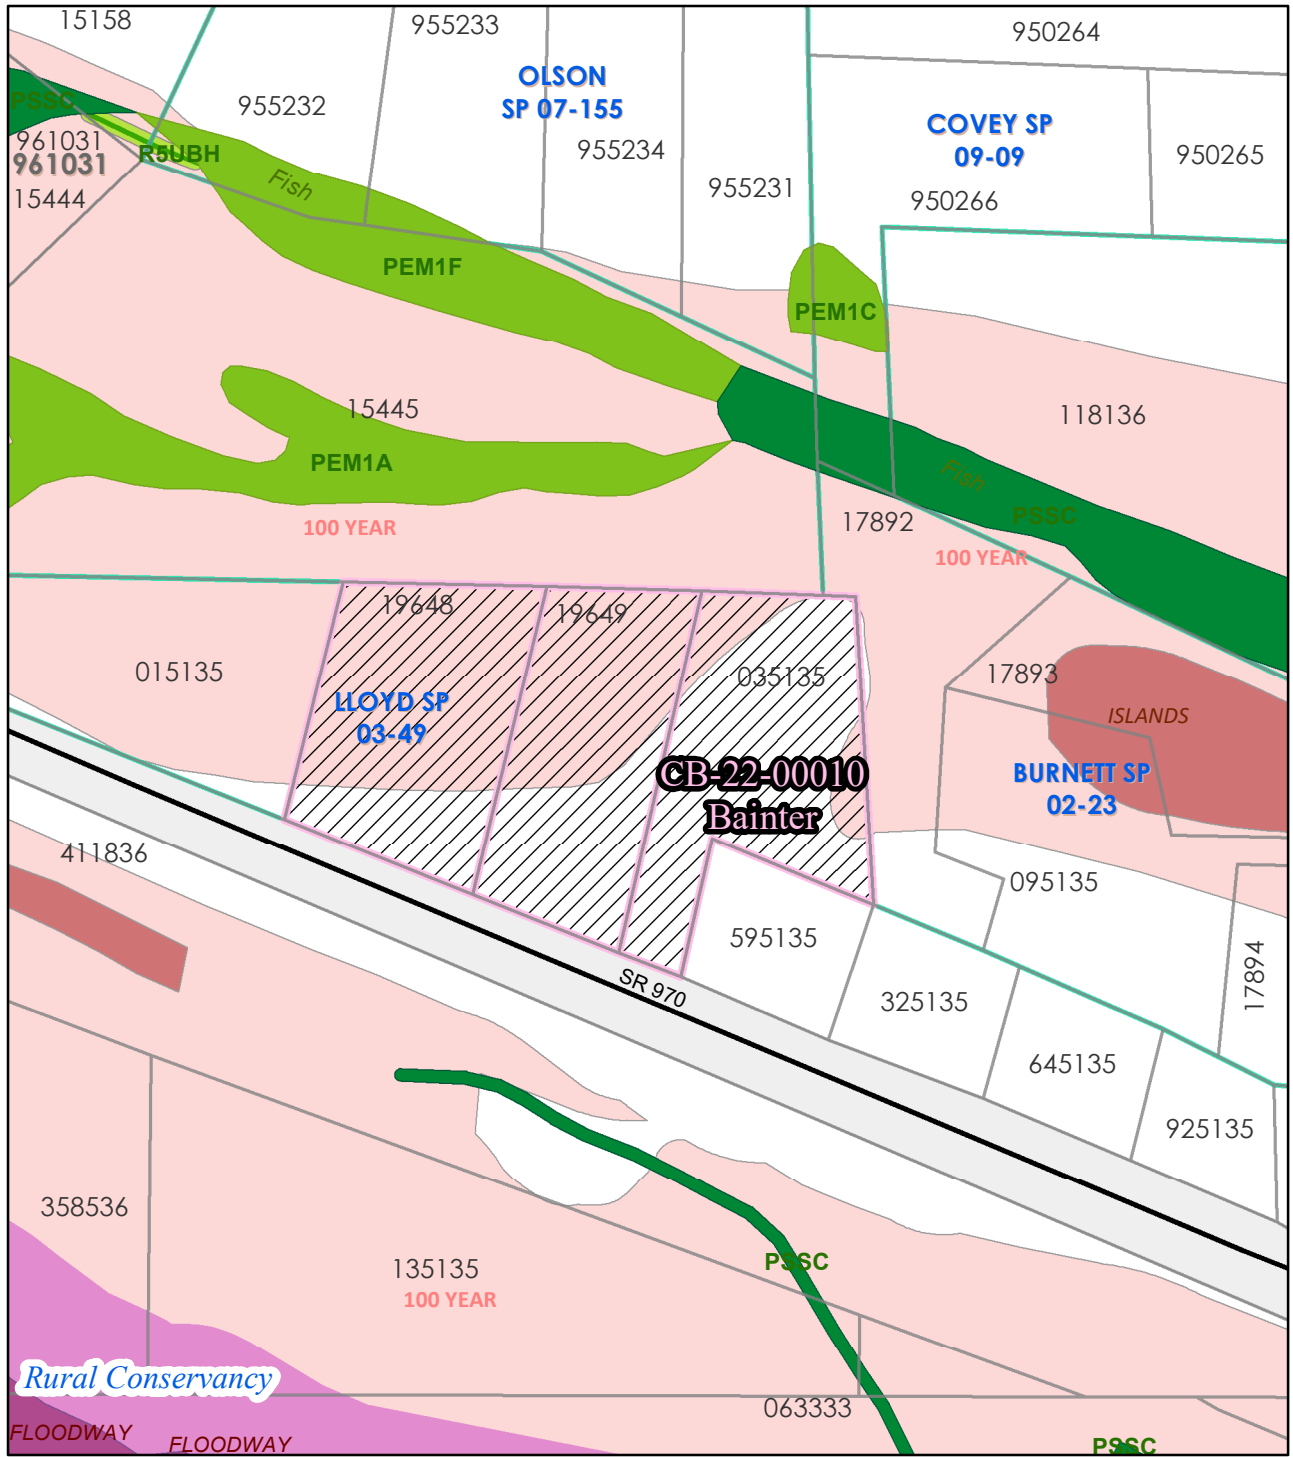 15158
955233
950264
OLSON
SP 07-155
955232
PSSC
COVEY SP
09-09
961031
961031
R5UBH
955234
950265
15444
Fish
955231
950266
PEM1F
PEM1C
15445
118136
PEM1A
Fish
PSSC
100 YEAR
17892
100 YEAR
19648
19649
015135
035135
17893
LLOYD SP
03-49
ISLANDS
CB-22-00010
Bainter
BURNETT SP
02-23
411836
095135
595135
17894
SR 970
325135
645135
925135
358536
135135
100 YEAR
PSSC
Rural Conservancy
063333
FLOODWAY
FLOODWAY
PSSC